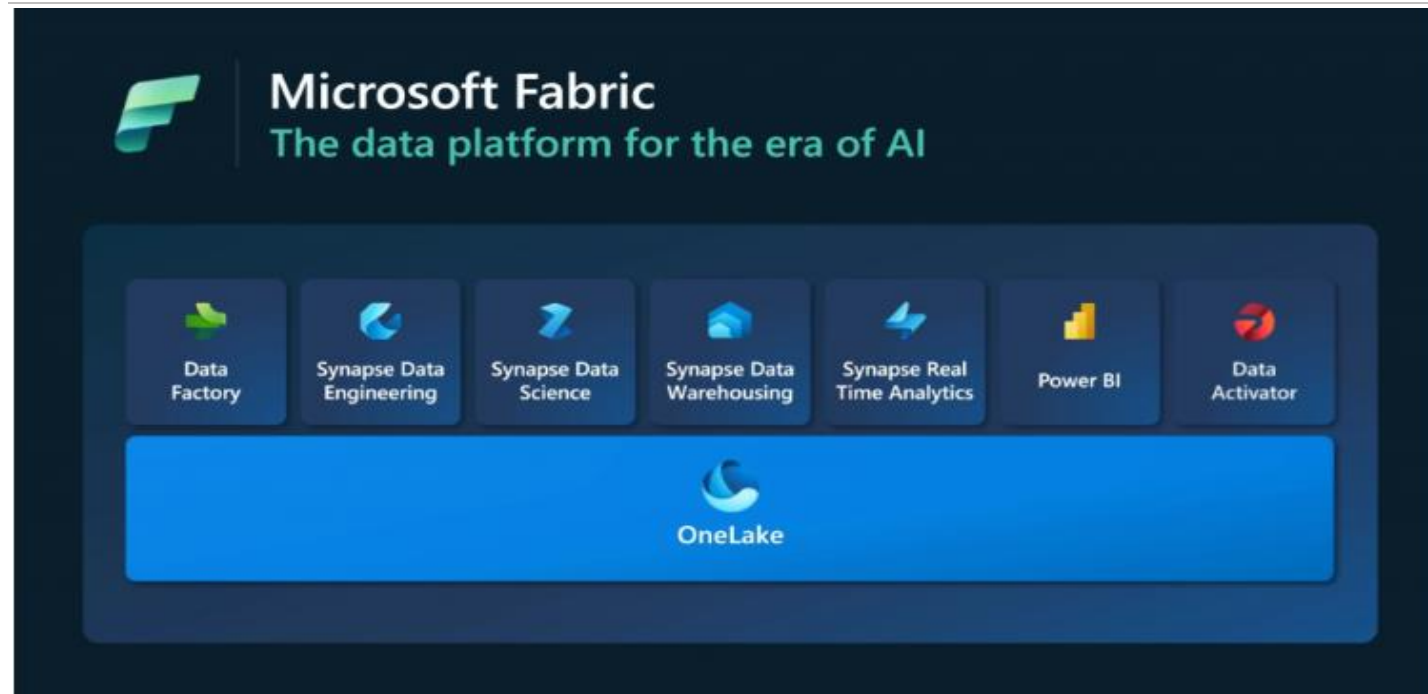 Microsoft Fabric
The data platform for the era of AI
Data
Factory
Synapse Data
Engineering
Synapse Data
Science
Synapse Data
Warehousing
Synapse Real
Time Analytics
Power BI
Data
Activator
OneLake